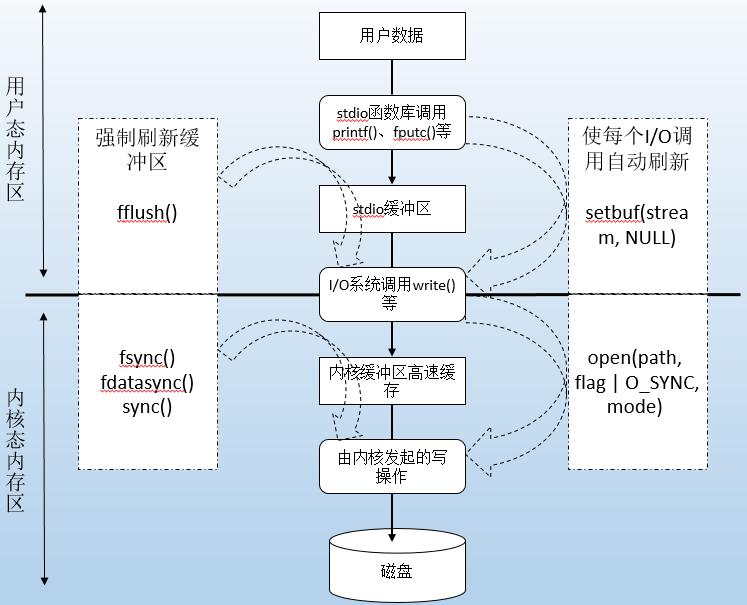 用户数据
用户态内存区
stdio函数库调用
printf()、fputc()等
强制刷新缓
冲区
fflush()
使每个I/O调
用自动刷新
setbuf(strea
m, NULL)
stdio缓冲区
I/O系统调用write()
等
内核态内存区
fsync()
fdatasync()
sync()
内核缓冲区高速缓
存
open(path,
flag | O_SYNC,
mode)
由内核发起的写
操作
磁盘